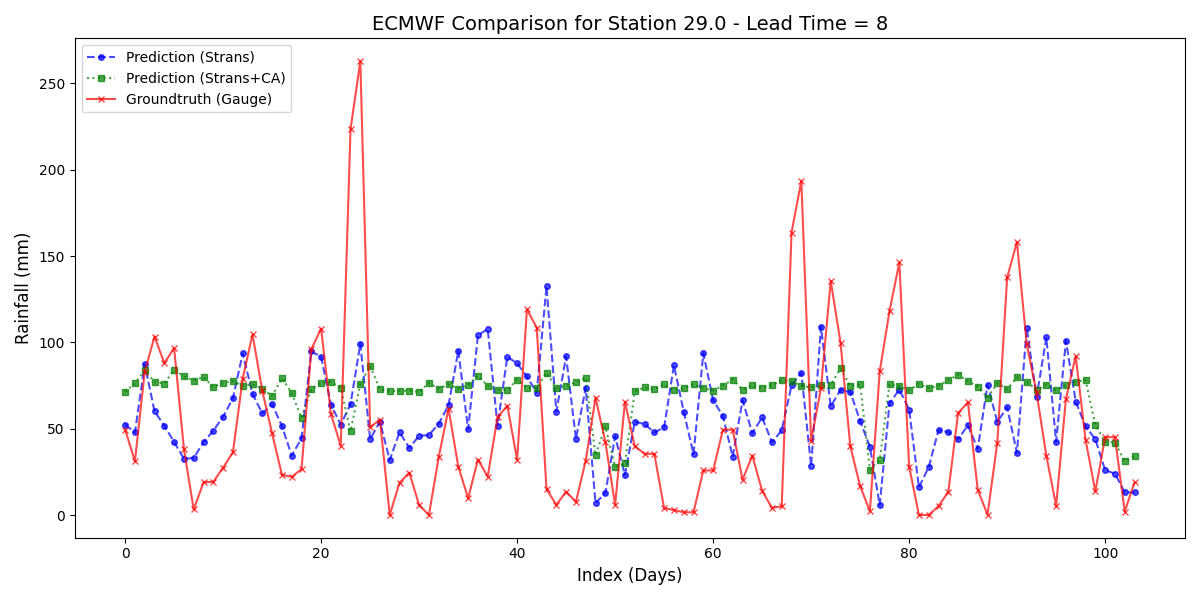 ECMWF Comparison for Station 29.0 - Lead Time = 8
Prediction (Strans)
Prediction (Strans+CA)
Groundtruth (Gauge)
Rainfall (mm)
250
200
150
100
50
0
0 20 40 60 80 100
Index (Days)